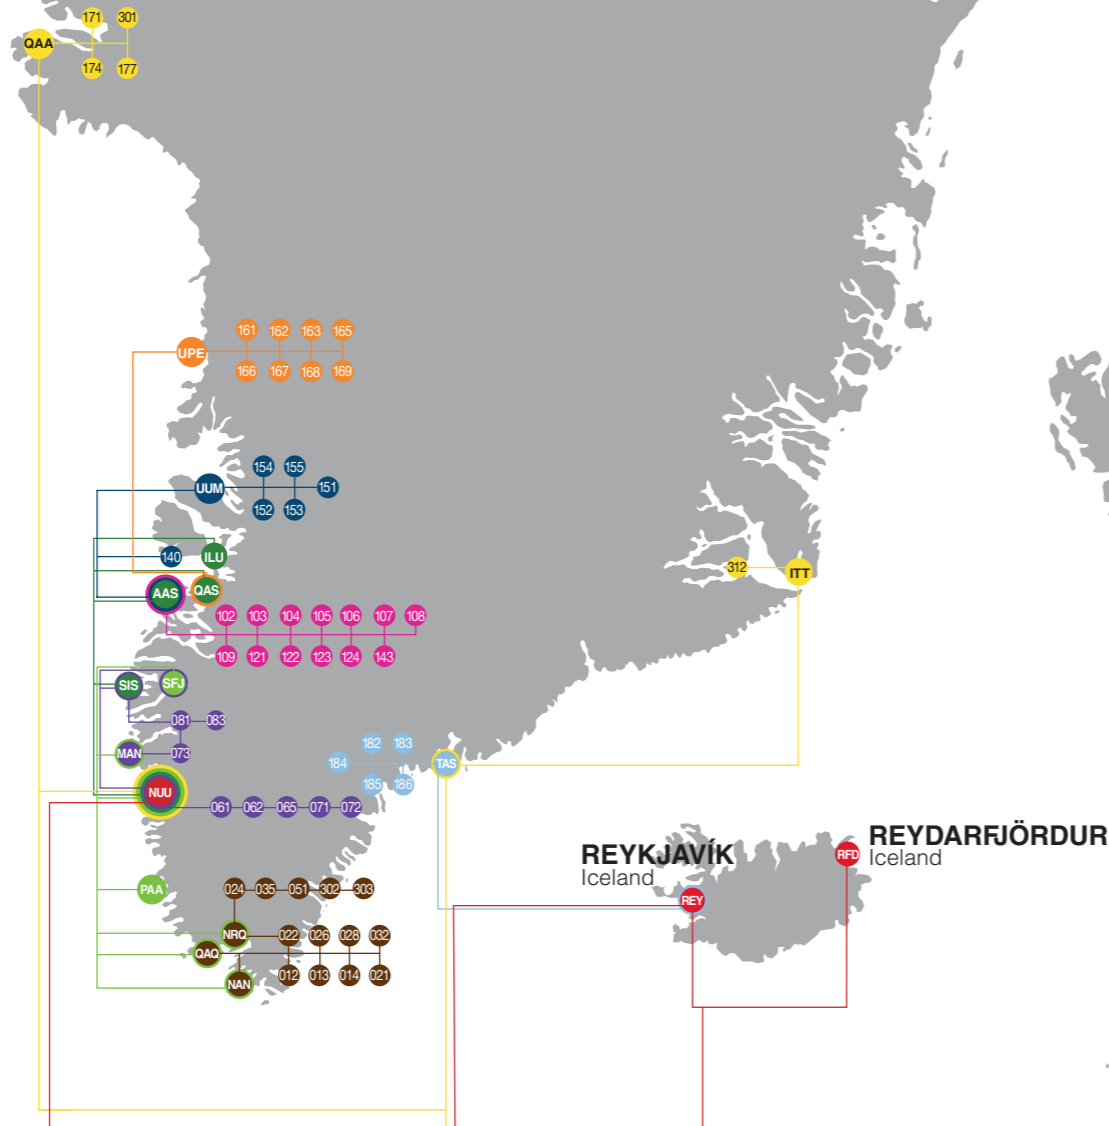 171 301
QAA
174 177
161 162 163 165
UPE
166 167 168 169
154 155
UUM 151
152 153
140 ILU
312 ITT
AAS QAS
102 103 104 105 106 107 108
109 121 122 123 124 143
SIS SFJ
081 083
182 183
MAN 073
184 TAS
185 186
NUU
061 062 065 071 072
REYDARFJÖRDUR
Iceland
RFD
REYKJAVÍK
Iceland
REY
PAA
024 035 051 302 303
NRQ 022 026 028 032
QAQ
012 013 014 021
NAN